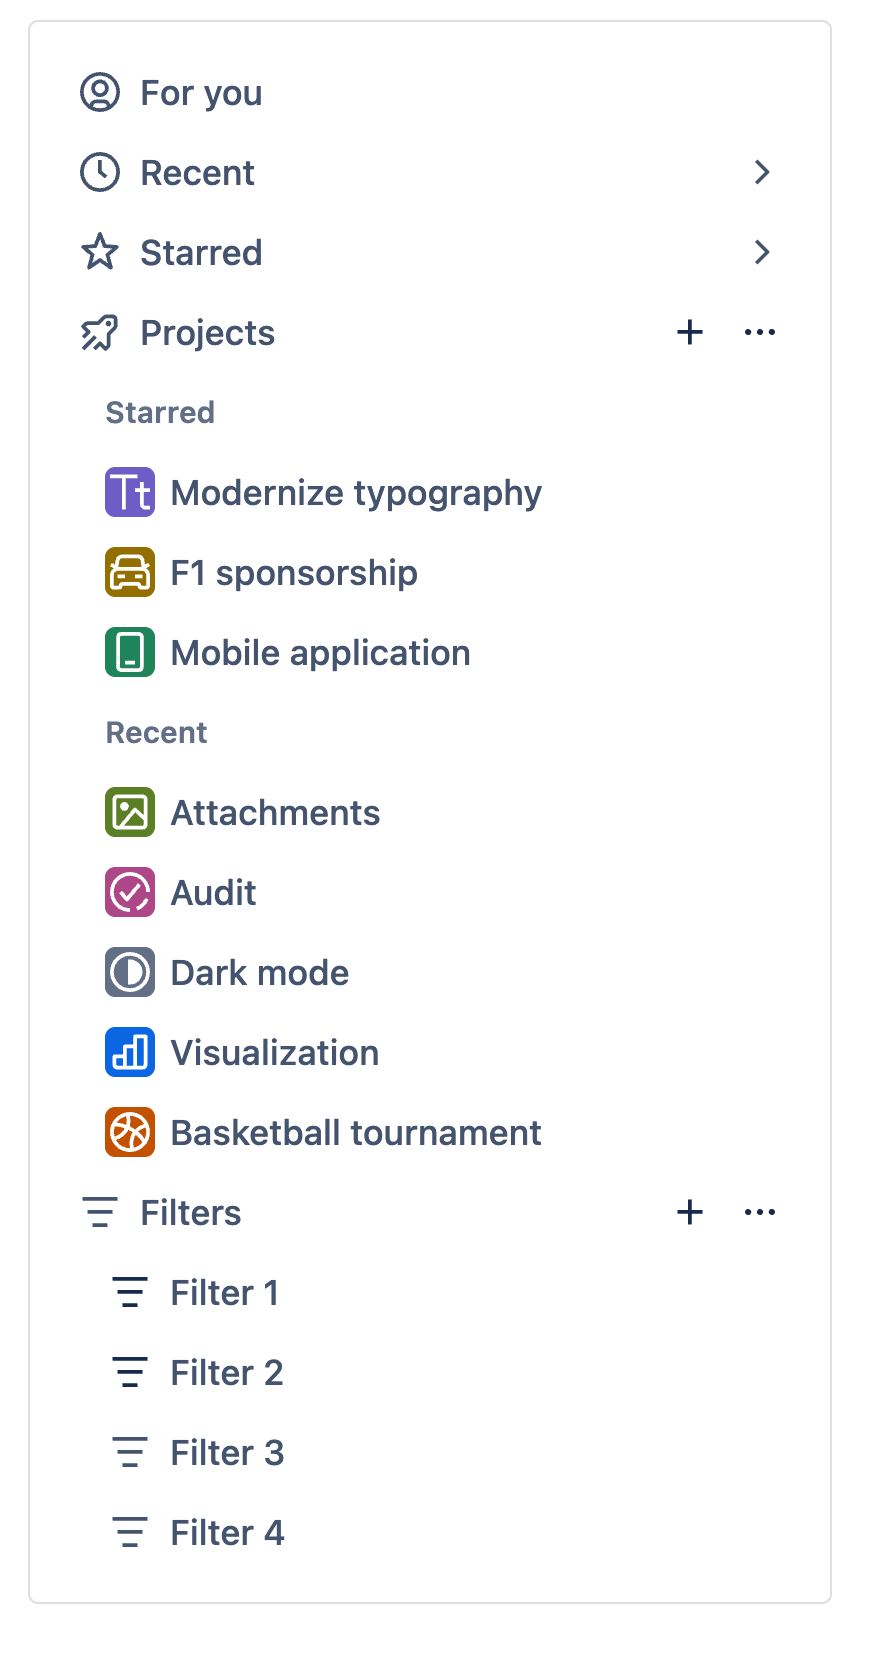 For you
Recent
Starred
Projects
Starred
Tt Modernize typography
F1 sponsorship
Mobile application
Recent
Attachments
Audit
Dark mode
Visualization
Basketball tournament
Filters
Filter 1
Filter 2
Filter 3
Filter 4